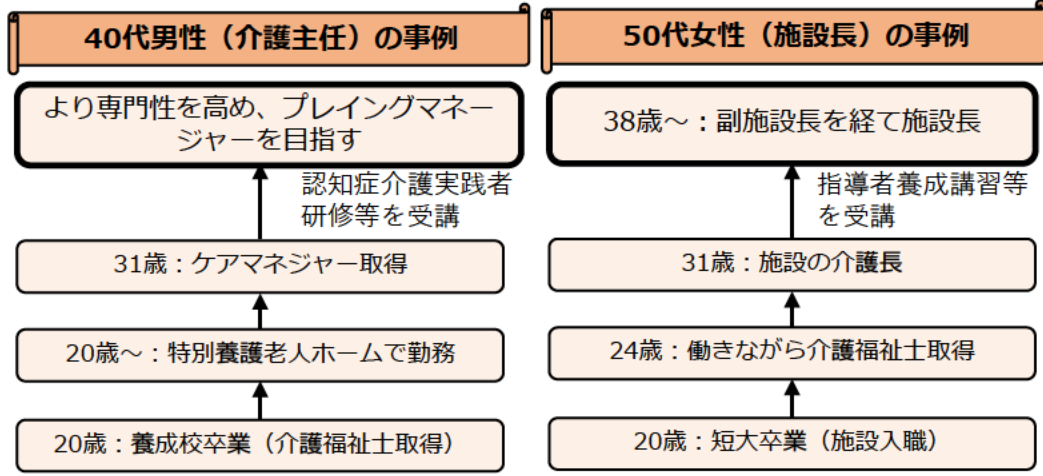 40代男性（介護主任）の事例
より専門性を高め、プレイングマネー
ジャーを目指す
認知症介護実践者
研修等を受講
31歳：ケアマネジャー取得
20歳～：特別養護老人ホームで勤務
20歳：養成校卒業（介護福祉士取得）
50代女性（施設長）の事例
38歳～：副施設長を経て施設長
指導者養成講習等
を受講
31歳：施設の介護長
24歳：働きながら介護福祉士取得
20歳：短大卒業（施設入職）